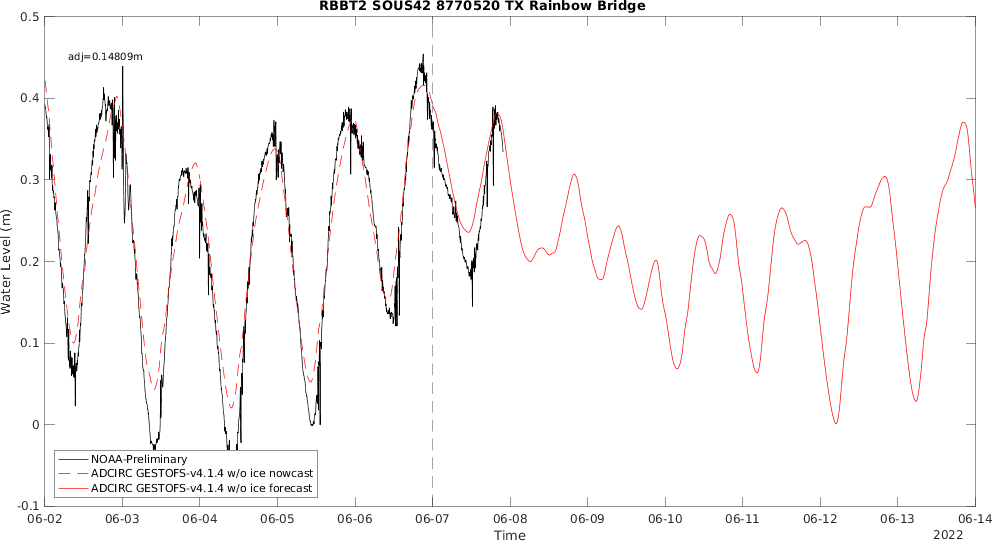 RBBT2 SOUS42 8770520 TX Rainbow Bridge
adj=0.14809m
Water Level (m)
0.5
0.4
0.3
0.2
0.1
0
-0.1
NOAA-Preliminary
ADCIRC GESTOFS-v4.1.4 w/o ice nowcast
ADCIRC GESTOFS-v4.1.4 w/o ice forecast
06-02 06-03 06-04 06-05 06-06 06-07 06-08 06-09 06-10 06-11 06-12 06-13 06-14
Time
2022